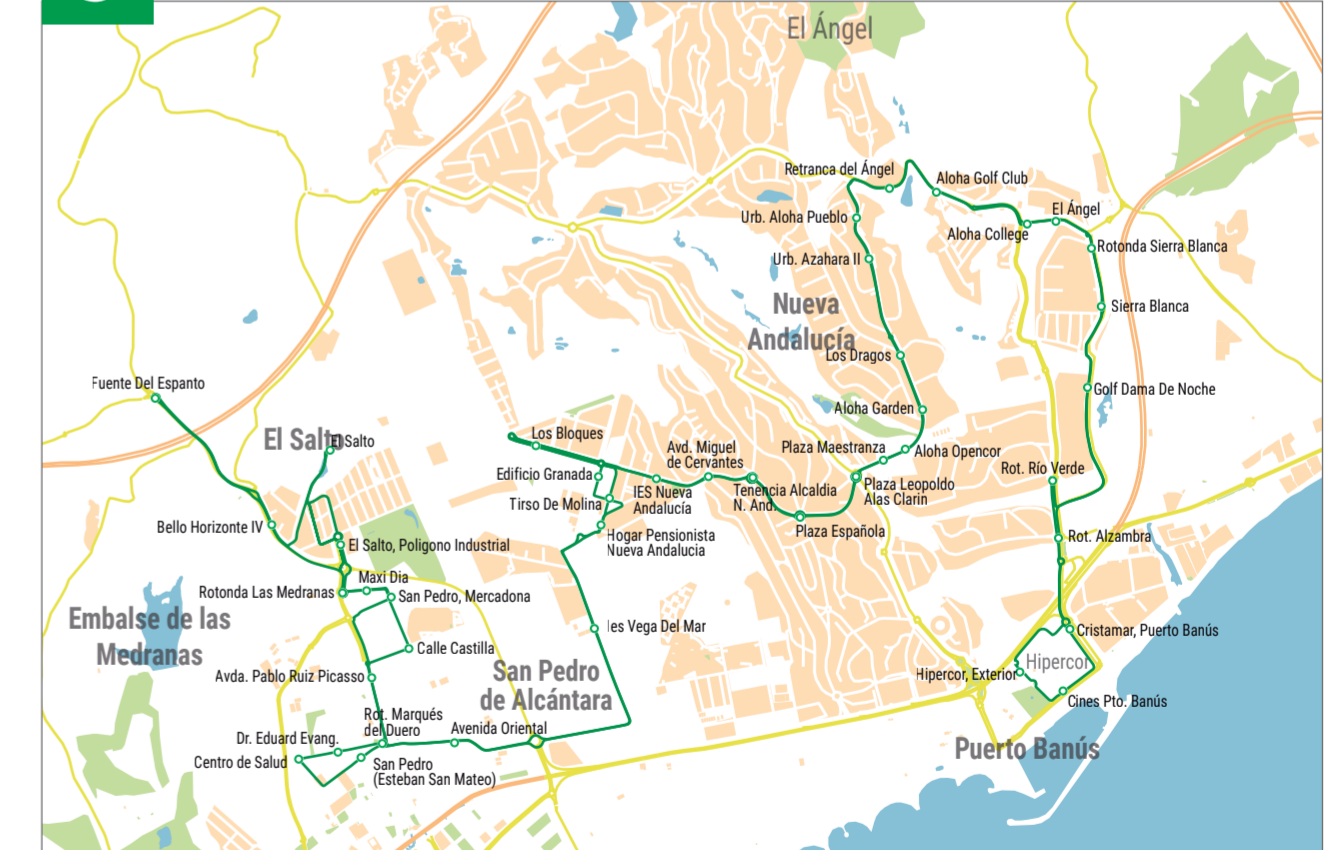 El Ángel
Retranca del Ángel
Aloha Golf Club
Urb. Aloha Pueblo
El Ángel
Aloha College
Rotonda Sierra Blanca
Urb. Azahara II
Nueva
Andalucía
Sierra Blanca
Los Dragos
Fuente Del Espanto
Golf Dama De Noche
Aloha Garden
El Salto
El Salto
Los Bloques
Avd. Miguel
de Cervantes
Plaza Maestranza
Aloha Opencor
Rot. Río Verde
Edificio Granada
IES Nueva
Andalucía
Tenencia Alcaldia
N. And.
Plaza Leopoldo
Alas Clarin
Tirso De Molina
Bello Horizonte IV
Plaza Española
Hogar Pensionista
Nueva Andalucia
Rot. Alzambra
El Salto, Poligono Industrial
Maxi Dia
Rotonda Las Medranas
San Pedro, Mercadona
Embalse de las
Medranas
Ies Vega Del Mar
Cristamar, Puerto Banús
Calle Castilla
San Pedro
de Alcántara
Hipercor
Avda. Pablo Ruiz Picasso
Hipercor, Exterior
Cines Pto. Banús
Rot. Marqués
del Duero
Avenida Oriental
Dr. Eduard Evang.
Puerto Banús
Centro de Salud
San Pedro
(Esteban San Mateo)